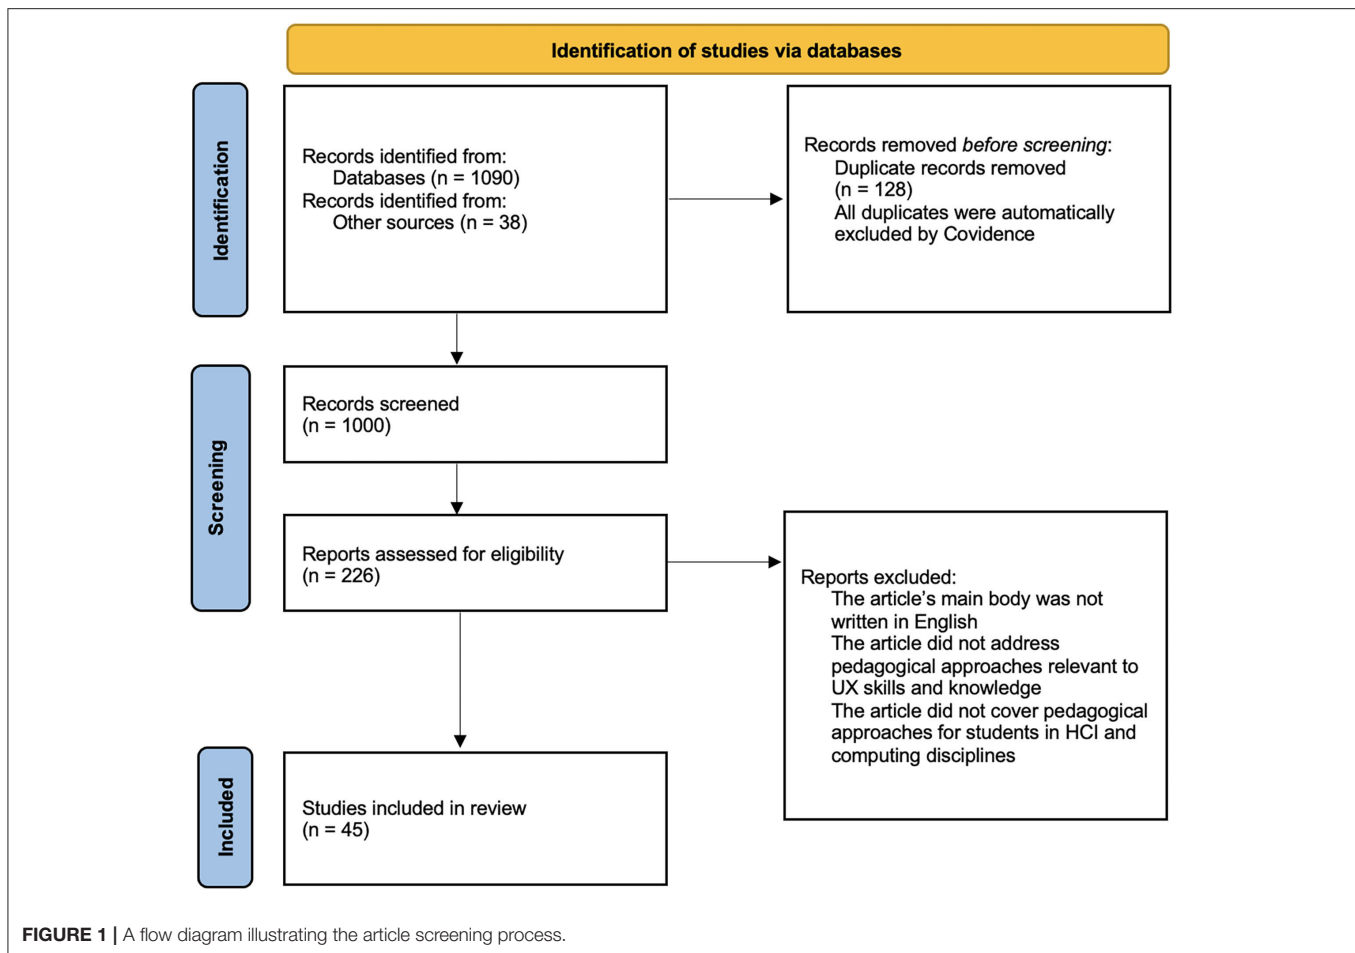 Identification of studies via databases
Identification
Records identified from:
Databases (n = 1090)
Records identified from:
Other sources (n = 38)
Records removed before screening:
Duplicate records removed
(n = 128)
All duplicates were automatically
excluded by Covidence
Screening
Records screened
(n = 1000)
Reports assessed for eligibility
(n = 226)
Reports excluded:
The article’s main body was not
written in English
The article did not address
pedagogical approaches relevant to
UX skills and knowledge
The article did not cover pedagogical
approaches for students in HCI and
computing disciplines
Included
Studies included in review
(n = 45)
FIGURE 1 | A flow diagram illustrating the article screening process.